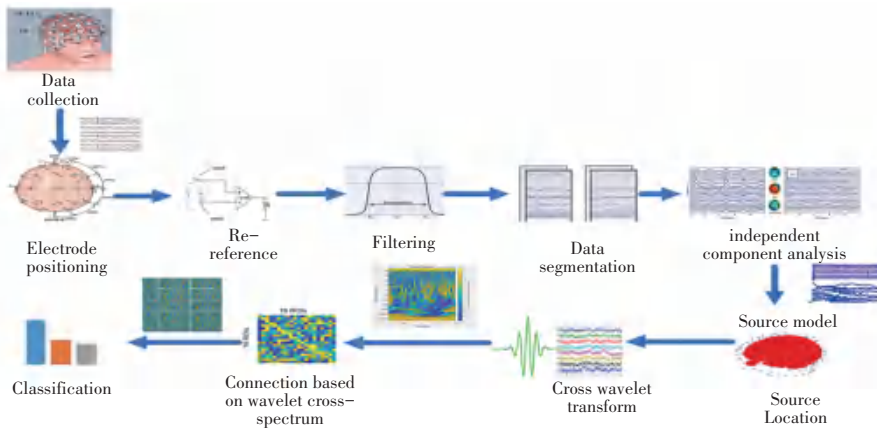 Data
collection
Electrode
positioning
Re-
reference
Filtering
Data
segmentation
independent
component analysis
Source model
Source
Location
Cross wavelet
transform
Connection based
on wavelet cross-
spectrum
Classification